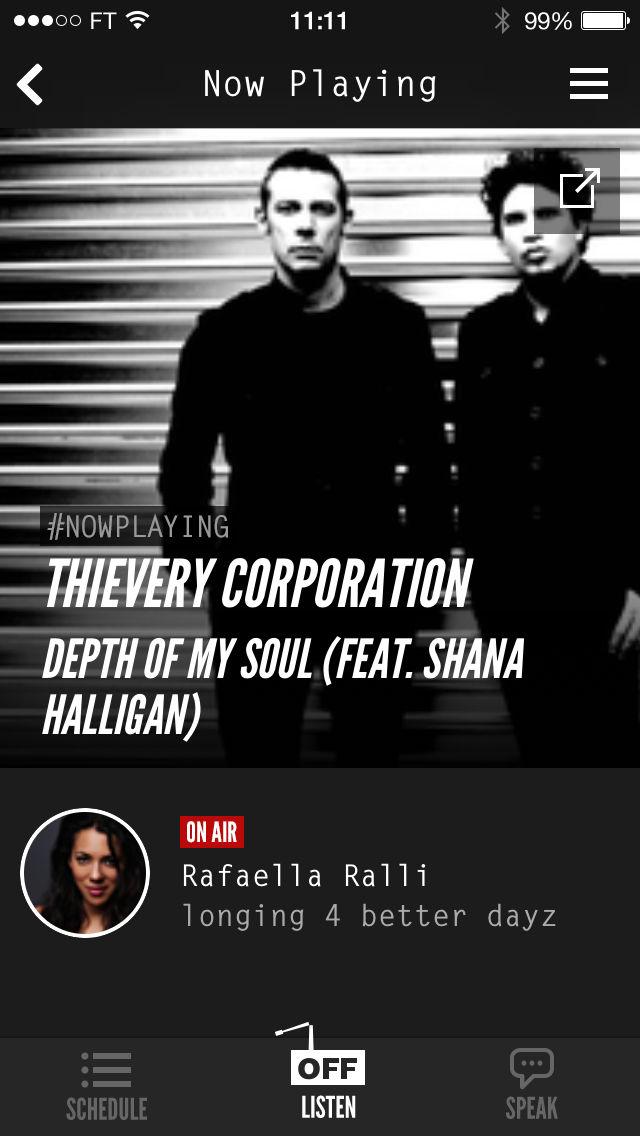 FT 11:11 99%
Now Playing
#NOWPLAYING
THIEVERY CORPORATION
DEPTH OF MY SOUL (FEAT. SHANA
HALLIGAN)
ON AIR
Rafaella Ralli
longing 4 better dayz
OFF
SCHEDULE LISTEN SPEAK